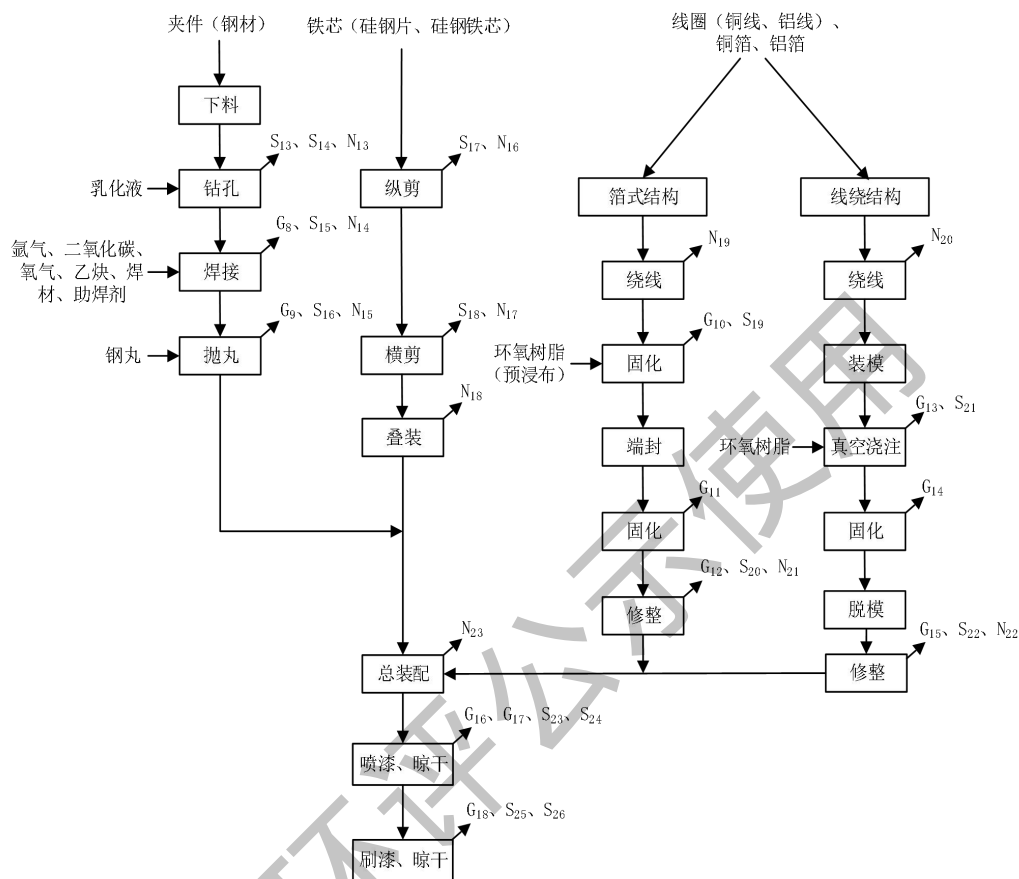 夹件（钢材）
铁芯（硅钢片、硅钢铁芯）
线圈（铜线、铝线）、
铜箔、铝箔
下料
S13、S14、N13
S17、N16
乳化液
钻孔
纵剪
箔式结构
线绕结构
G8、S15、N14
N19
N20
氩气、二氧化碳、
氧气、乙炔、焊
材、助焊剂
焊接
绕线
绕线
G9、S16、N15
S18、N17
G10、S19
钢丸
抛丸
横剪
环氧树脂
（预浸布）
固化
装模
N18
G13、S21
叠装
端封
环氧树脂
真空浇注
G11
G14
固化
固化
G12、S20、N21
修整
脱模
N23
G15、S22、N22
总装配
修整
G16、G17、S23、S24
喷漆、晾干
G18、S25、S26
刷漆、晾干
环评公示使用